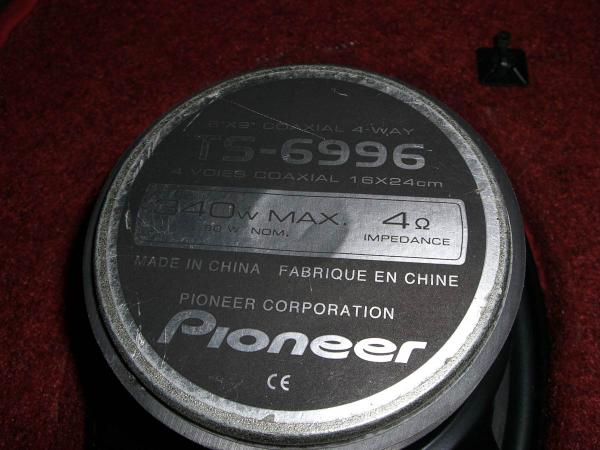 6"X9" COAXIAL 4-WAY
TS-6996
4 VOIES COAXIAL 16X24cm
340W MAX. 4Ω
NOM. IMPEDANCE
MADE IN CHINA FABRIQUE EN CHINE
PIONEER CORPORATION
Pioneer
CE